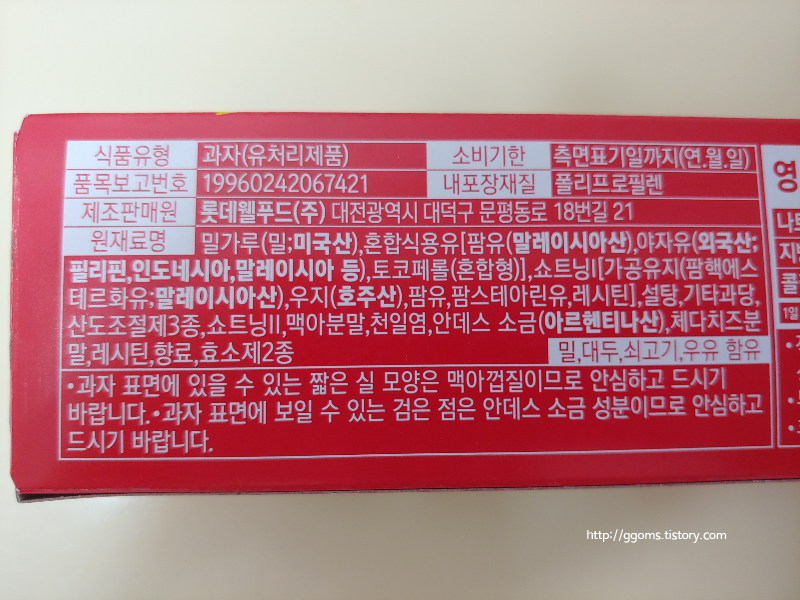 식품유형 과자(유처리제품) 소비기한 측면표기일까지(연.월.일)
품목보고번호 19960242067421 내포장재질 폴리프로필렌
제조판매원 롯데웰푸드(주) 대전광역시 대덕구 문평동로 18번길 21
원재료명 밀가루(밀;미국산),혼합식용유[팜유(말레이시아산),야자유(외국산;
필리핀,인도네시아,말레이시아 등),토코페롤(혼합형)],쇼트닝I[가공유지(팜핵에스
테르화유;말레이시아산),우지(호주산),팜유,팜스테아린유,레시틴],설탕,기타과당,
산도조절제3종,쇼트닝II,맥아분말,천일염,안데스 소금(아르헨티나산),체다치즈분
말,레시틴,향료,효소제2종 밀,대두,쇠고기,우유 함유
•과자 표면에 있을 수 있는 짧은 실 모양은 맥아껍질이므로 안심하고 드시기
바랍니다.•과자 표면에 보일 수 있는 검은 점은 안데스 소금 성분이므로 안심하고
드시기 바랍니다.
영
나트
지방
콜
1일
http://ggoms.tistory.com